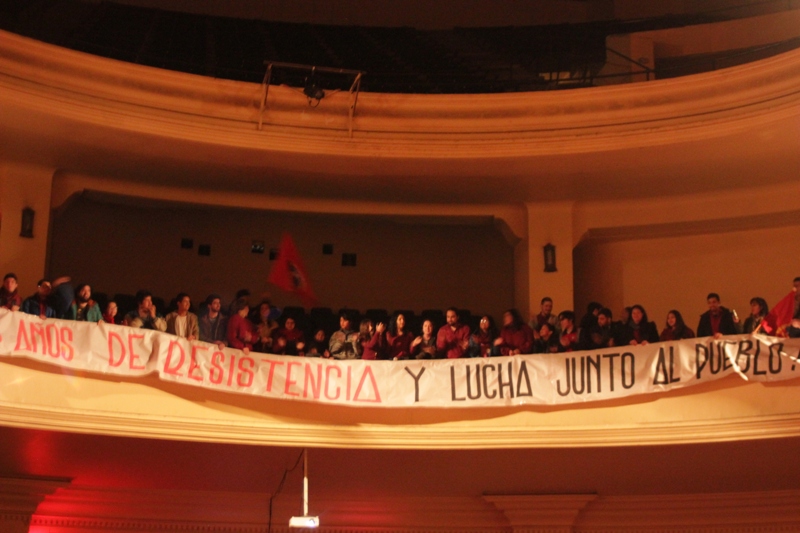 AÑOS DE RESISTENCIA Y LUCHA JUNTO AL PUEBLO